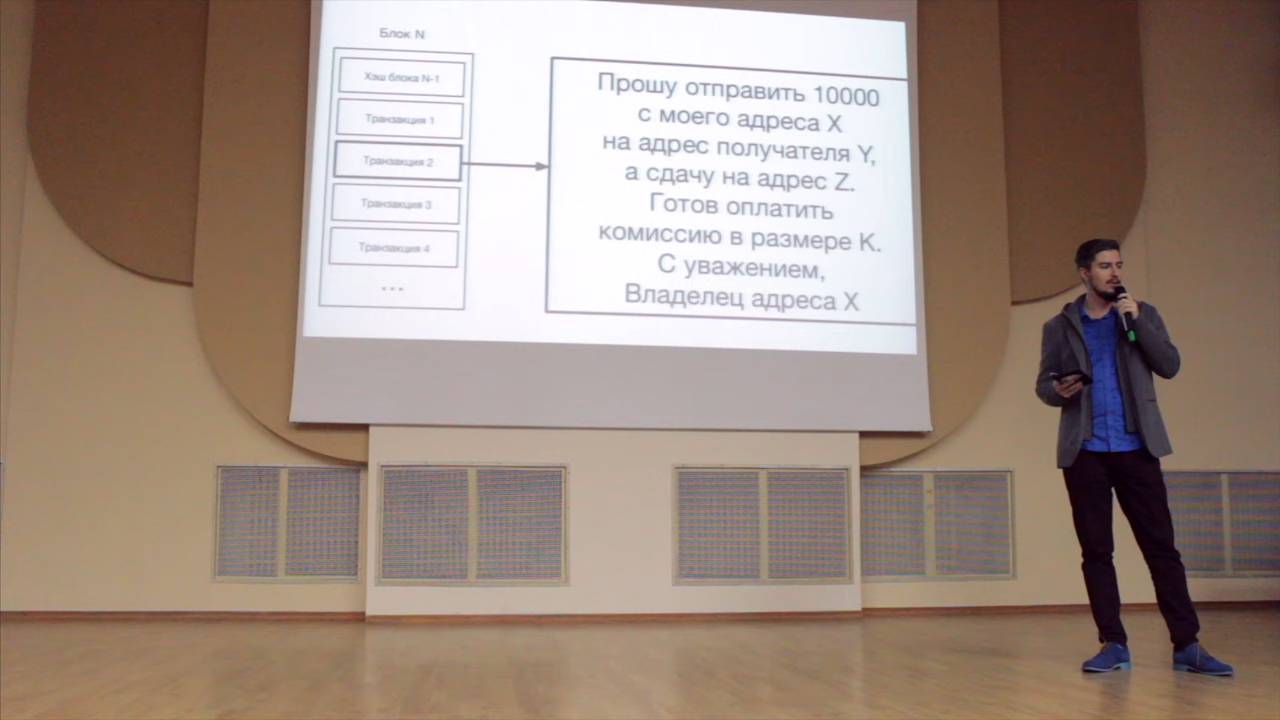 Блок N
Хэш блока N-1
Транзакция 1
Транзакция 2
Транзакция 3
Транзакция 4
...
Прошу отправить 10000
с моего адреса X
на адрес получателя Y,
а сдачу на адрес Z.
Готов оплатить
комиссию в размере K.
С уважением,
Владелец адреса X